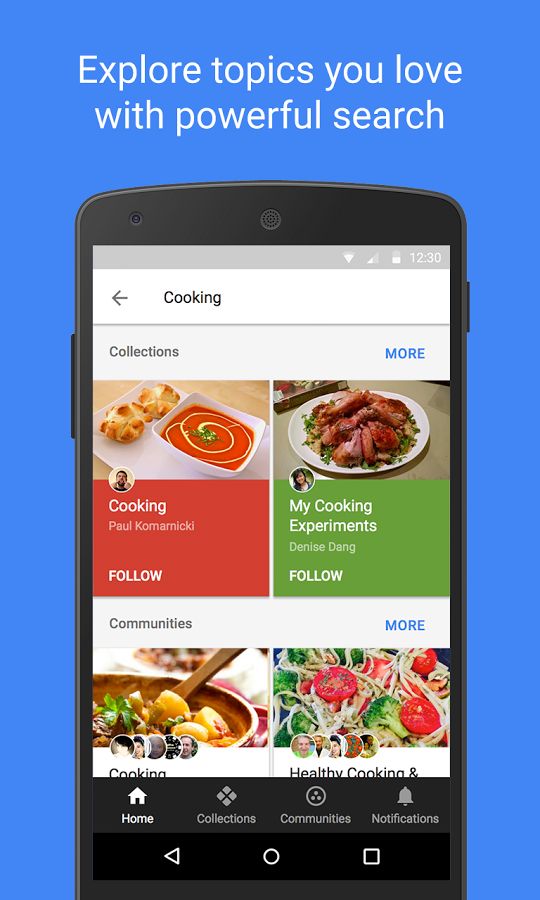 Explore topics you love
with powerful search
12:30
Cooking
Collections
MORE
Cooking
Paul Komarnicki
FOLLOW
My Cooking
Experiments
Denise Dang
FOLLOW
Communities
MORE
Cooking
Healthy Cooking &
Home
Collections
Communities
Notifications